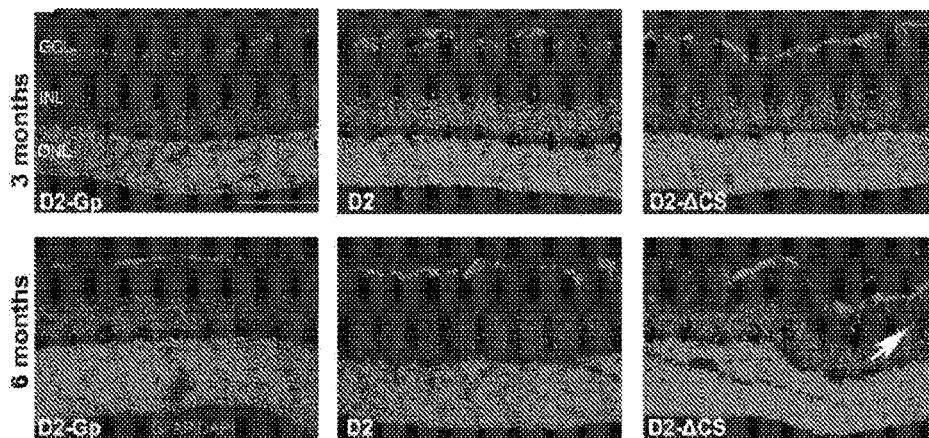 3 months
GCL
INL
ONL
D2-Gp
D2
D2-ΔCS
6 months
D2-Gp
D2
D2-ΔCS